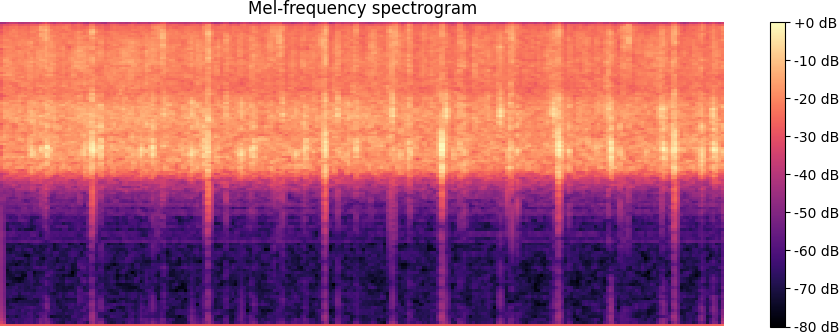 Mel-frequency spectrogram
+0 dB
-10 dB
-20 dB
-30 dB
-40 dB
-50 dB
-60 dB
-70 dB
-80 dB